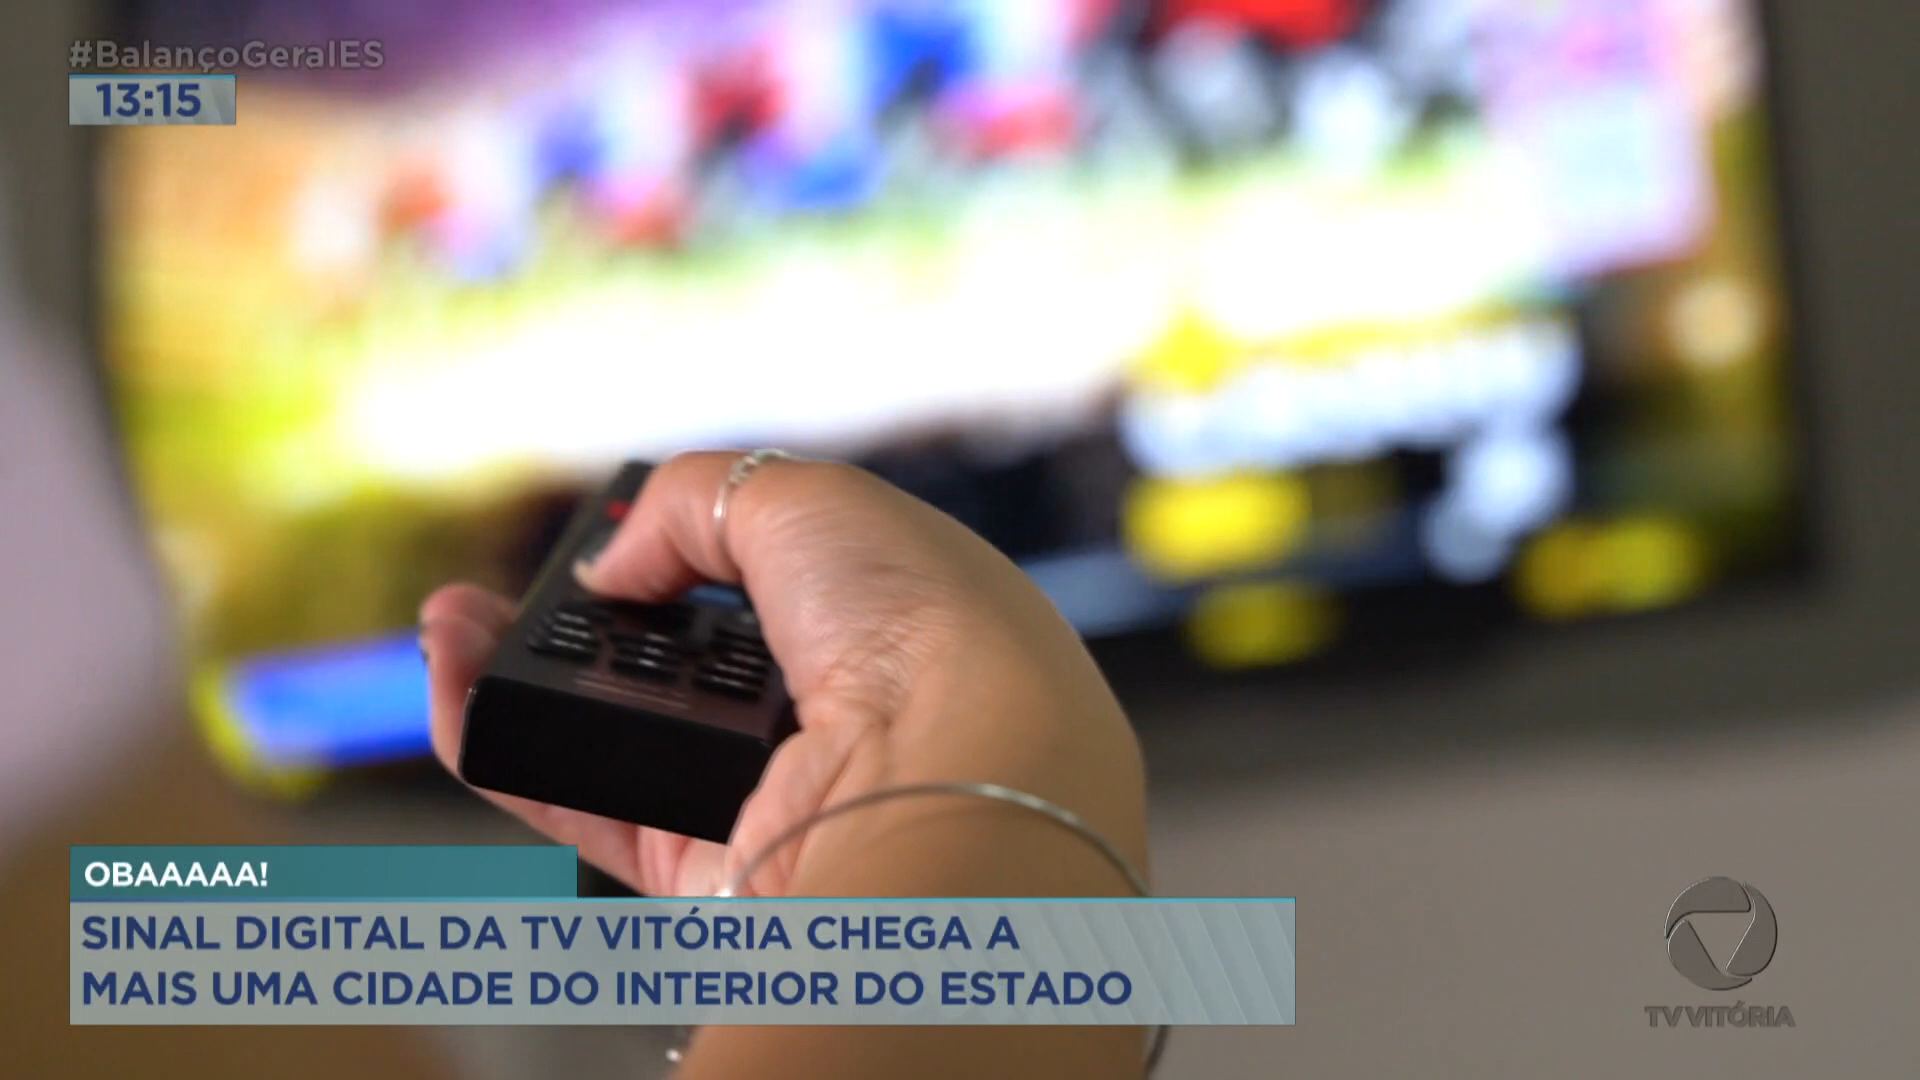 #BalançoGeralES
13:15
OBAAAAA!
SINAL DIGITAL DA TV VITÓRIA CHEGA A
MAIS UMA CIDADE DO INTERIOR DO ESTADO
TV VITÓRIA